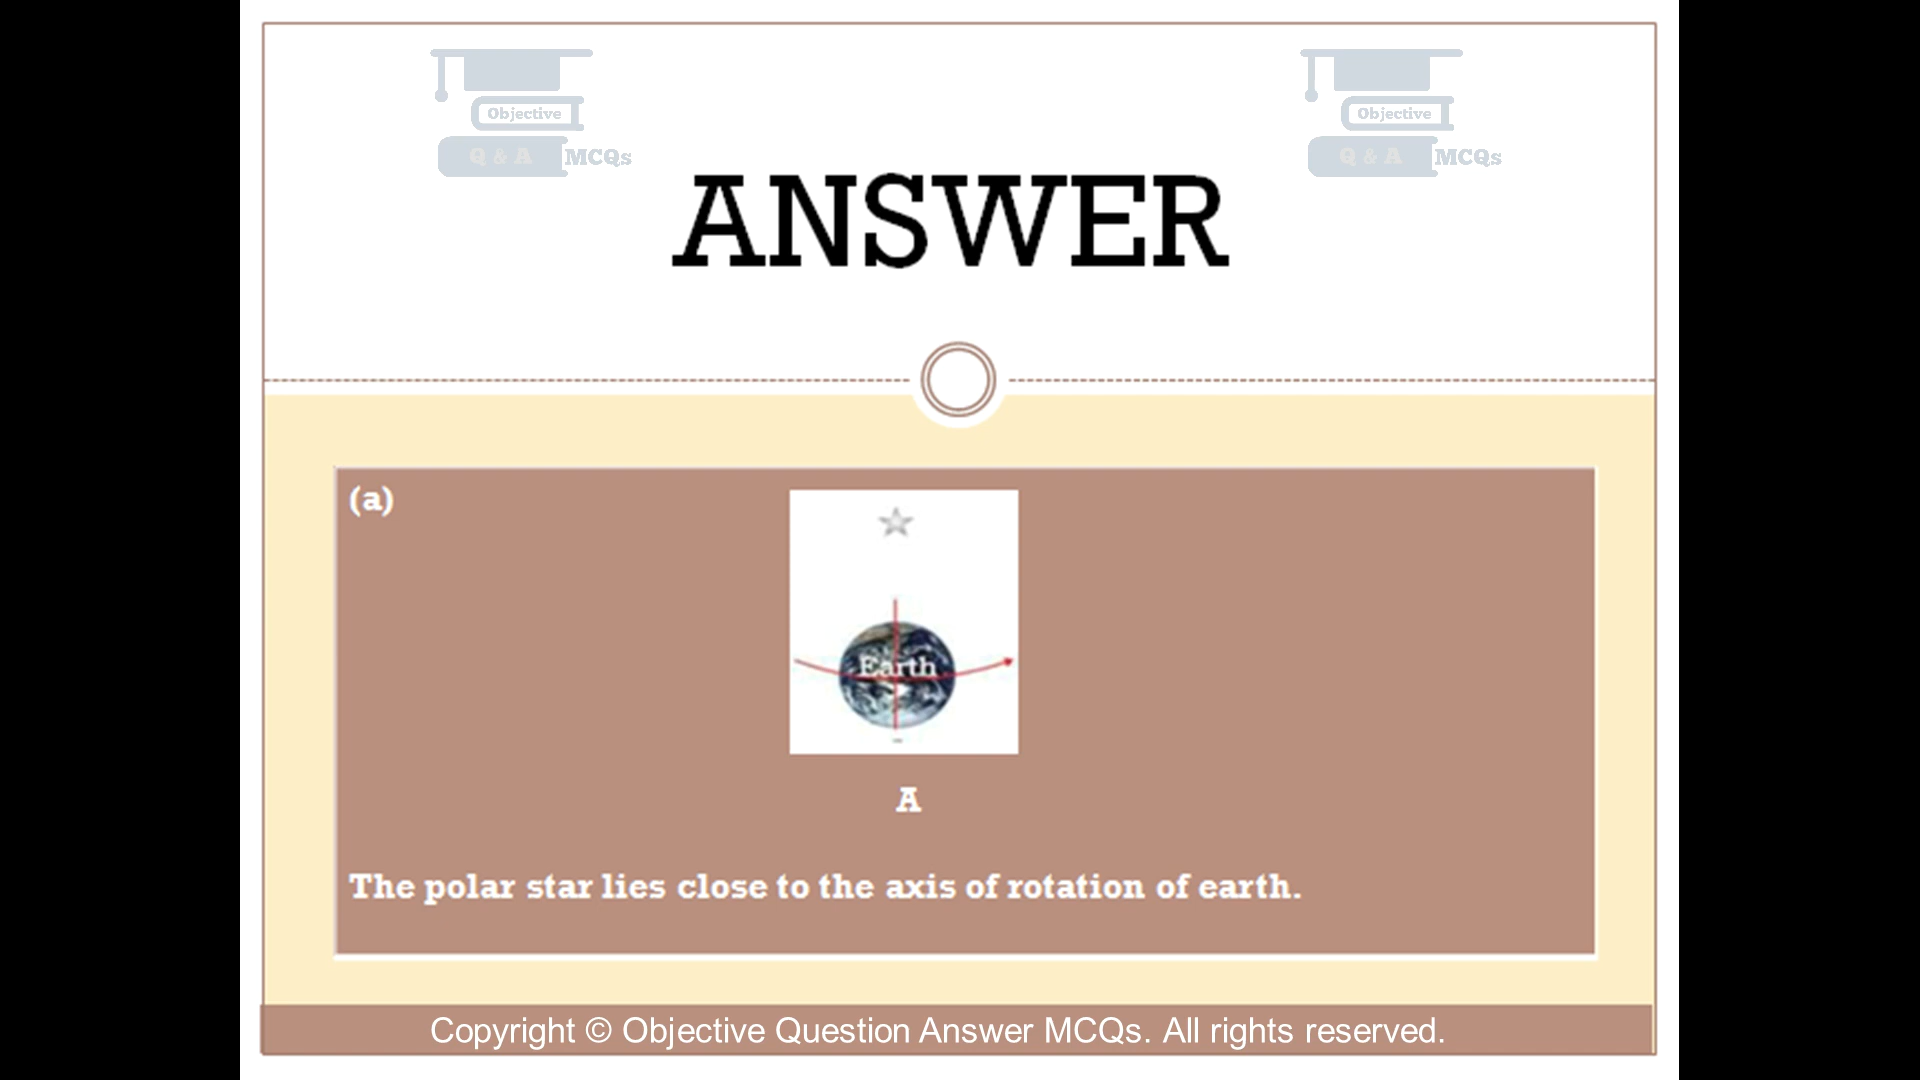 Objective
Q & A MCQs
Objective
Q & A MCQs
ANSWER
(a)
Earth
A
The polar star lies close to the axis of rotation of earth.
Copyright © Objective Question Answer MCQs. All rights reserved.